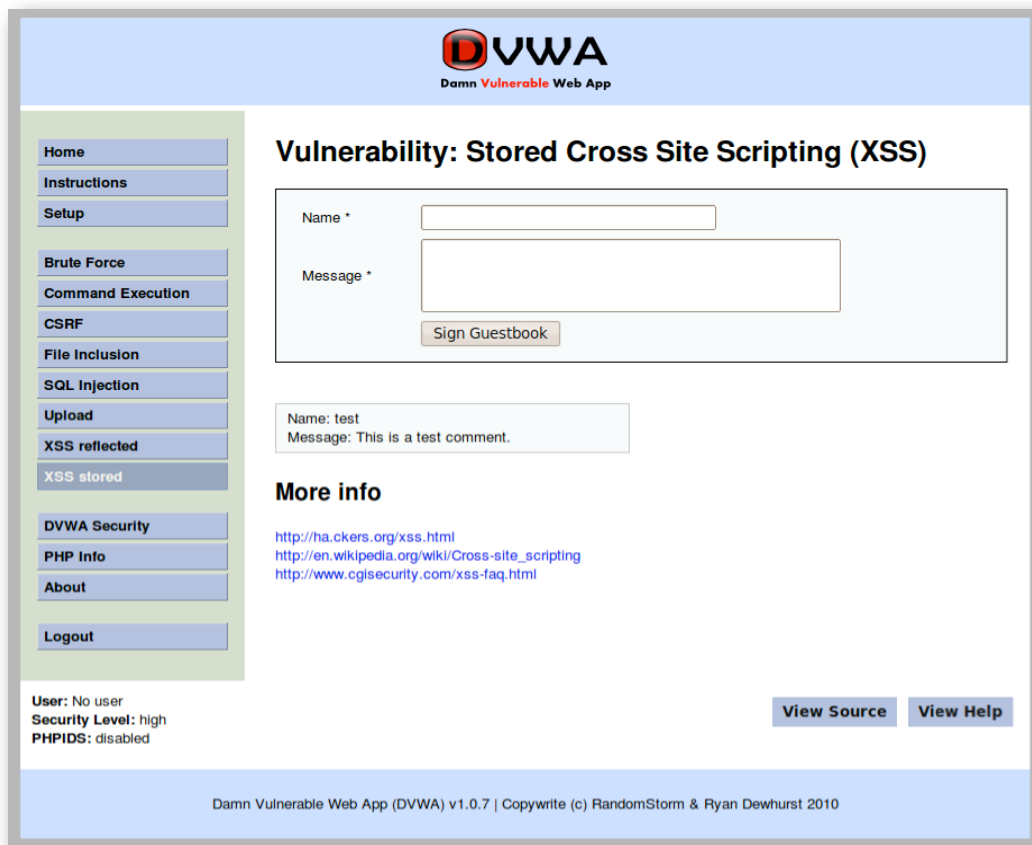 DVWA
Damn Vulnerable Web App
Home
Instructions
Setup
Brute Force
Command Execution
CSRF
File Inclusion
SQL Injection
Upload
XSS reflected
XSS stored
DVWA Security
PHP Info
About
Logout
Vulnerability: Stored Cross Site Scripting (XSS)
Name *
Message *
Sign Guestbook
Name: test
Message: This is a test comment.
More info
http://ha.ckers.org/xss.html
http://en.wikipedia.org/wiki/Cross-site_scripting
http://www.cgisecurity.com/xss-faq.html
User: No user
Security Level: high
PHPIDS: disabled
View Source View Help
Damn Vulnerable Web App (DVWA) v1.0.7 | Copywrite (c) RandomStorm & Ryan Dewhurst 2010